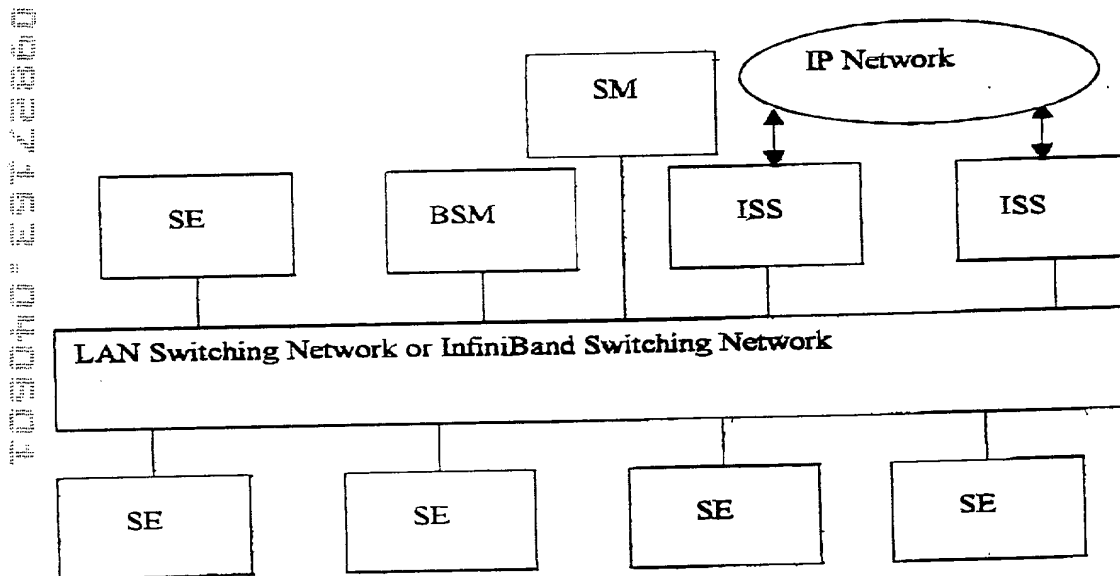 IP Network
SM
SE
BSM
ISS
ISS
LAN Switching Network or InfiniBand Switching Network
SE
SE
SE
SE